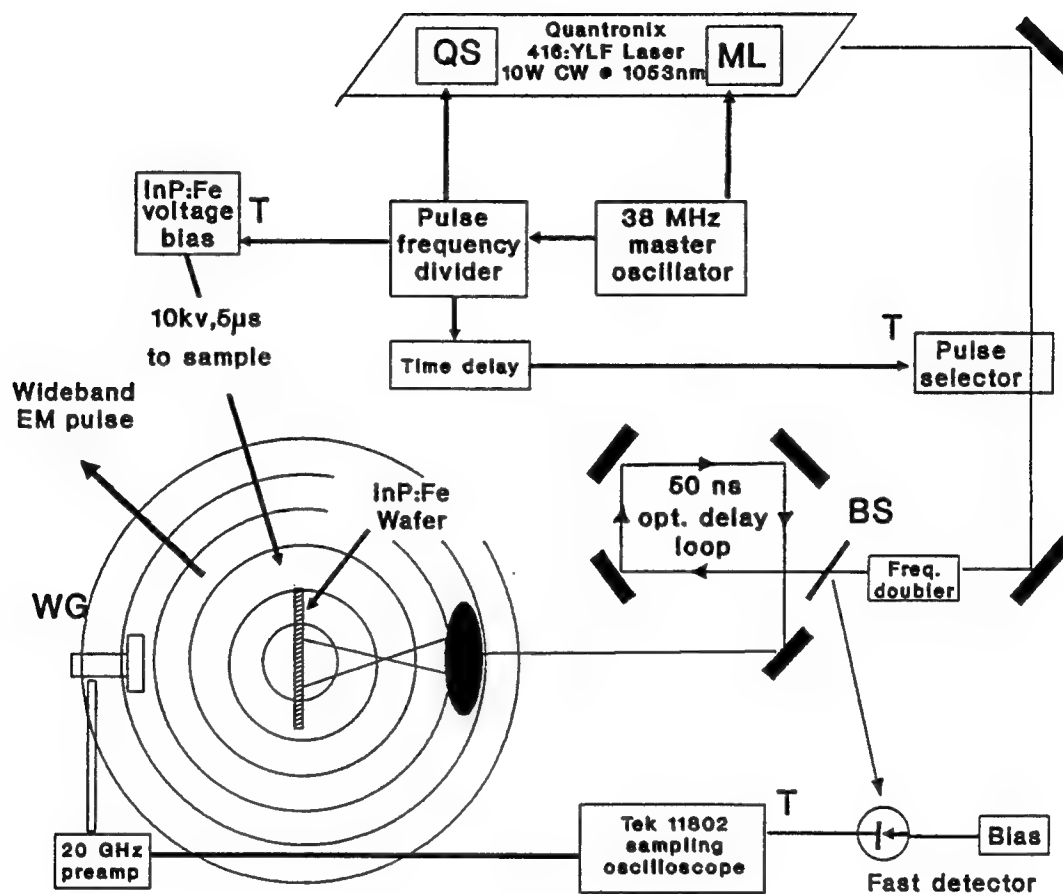 QS
Quantronix
416:YLF Laser
10W CW @ 1053nm
ML
InP:Fe
voltage
bias
T
Pulse
frequency
divider
38 MHz
master
oscillator
10kv,5µs
to sample
Time delay
T
Pulse
selector
Wideband
EM pulse
InP:Fe
Wafer
50 ns
opt. delay
loop
BS
Freq.
doubler
WG
20 GHz
preamp
Tek 11802
sampling
oscilloscope
T
Bias
Fast detector